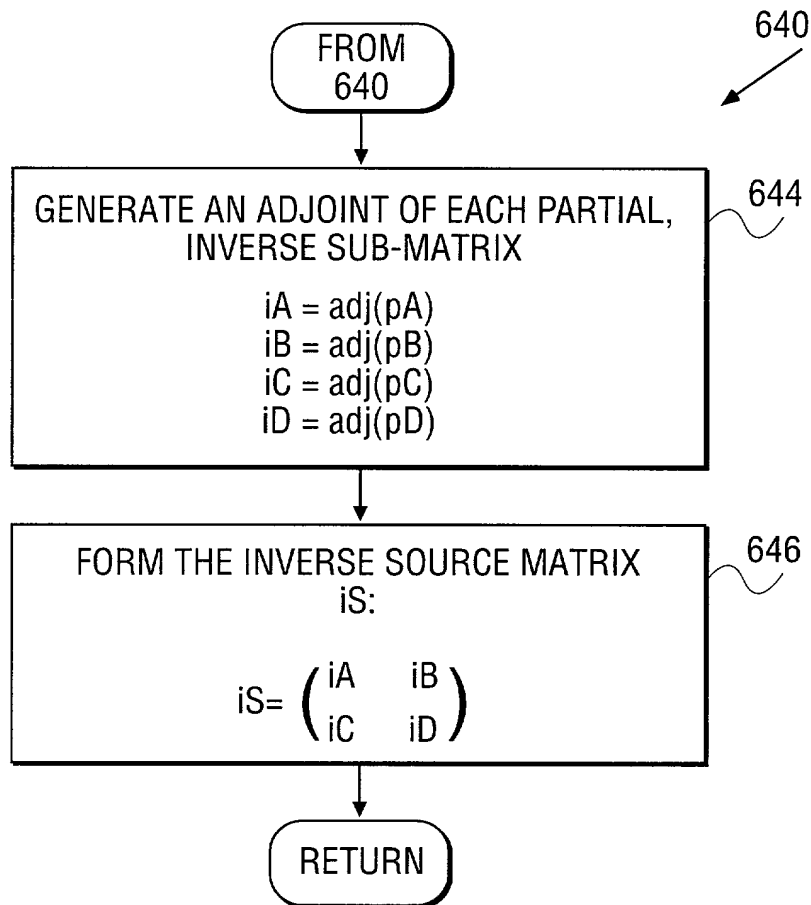 640
FROM
640
644
GENERATE AN ADJOINT OF EACH PARTIAL,
INVERSE SUB-MATRIX
iA = adj(pA)
iB = adj(pB)
iC = adj(pC)
iD = adj(pD)
646
FORM THE INVERSE SOURCE MATRIX
iS:
iS= ( iA iB
iC iD )
RETURN